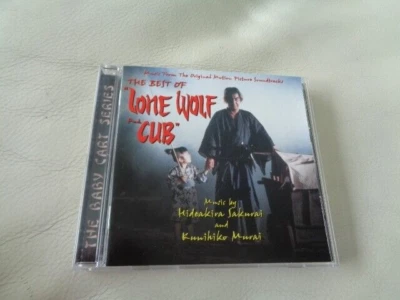 Music From The Original Motion Picture Soundtracks
THE BEST OF
"LONE WOLF
and CUB"
Music by
Hideakira Sakurai
and
Kunihiko Murai
THE BABY CART SERIES